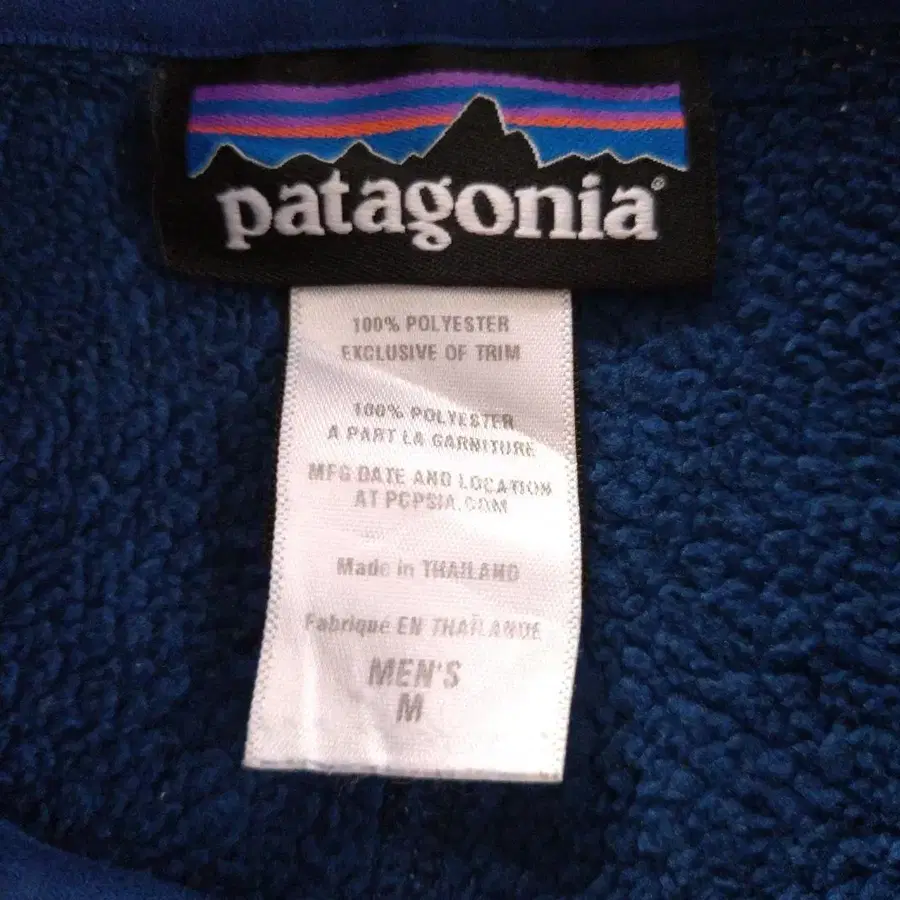 patagonia®
100% POLYESTER
EXCLUSIVE OF TRIM
100% POLYESTER
A PART LA GARNITURE
MFG DATE AND LOCATION
AT PCPSIA.COM
Made in THAILAND
Fabriqué EN THAÏLANDE
MEN'S
M